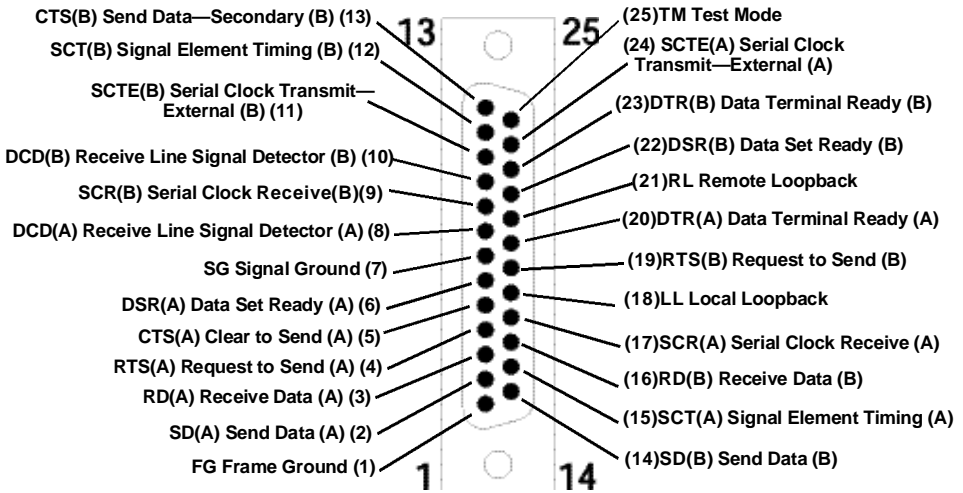 CTS(B) Send Data—Secondary (B) (13)
SCT(B) Signal Element Timing (B) (12)
SCTE(B) Serial Clock Transmit—
External (B) (11)
DCD(B) Receive Line Signal Detector (B) (10)
SCR(B) Serial Clock Receive(B)(9)
DCD(A) Receive Line Signal Detector (A) (8)
SG Signal Ground (7)
DSR(A) Data Set Ready (A) (6)
CTS(A) Clear to Send (A) (5)
RTS(A) Request to Send (A) (4)
RD(A) Receive Data (A) (3)
SD(A) Send Data (A) (2)
FG Frame Ground (1)
13
25
1
14
(25)TM Test Mode
(24) SCTE(A) Serial Clock
Transmit—External (A)
(23)DTR(B) Data Terminal Ready (B)
(22)DSR(B) Data Set Ready (B)
(21)RL Remote Loopback
(20)DTR(A) Data Terminal Ready (A)
(19)RTS(B) Request to Send (B)
(18)LL Local Loopback
(17)SCR(A) Serial Clock Receive (A)
(16)RD(B) Receive Data (B)
(15)SCT(A) Signal Element Timing (A)
(14)SD(B) Send Data (B)